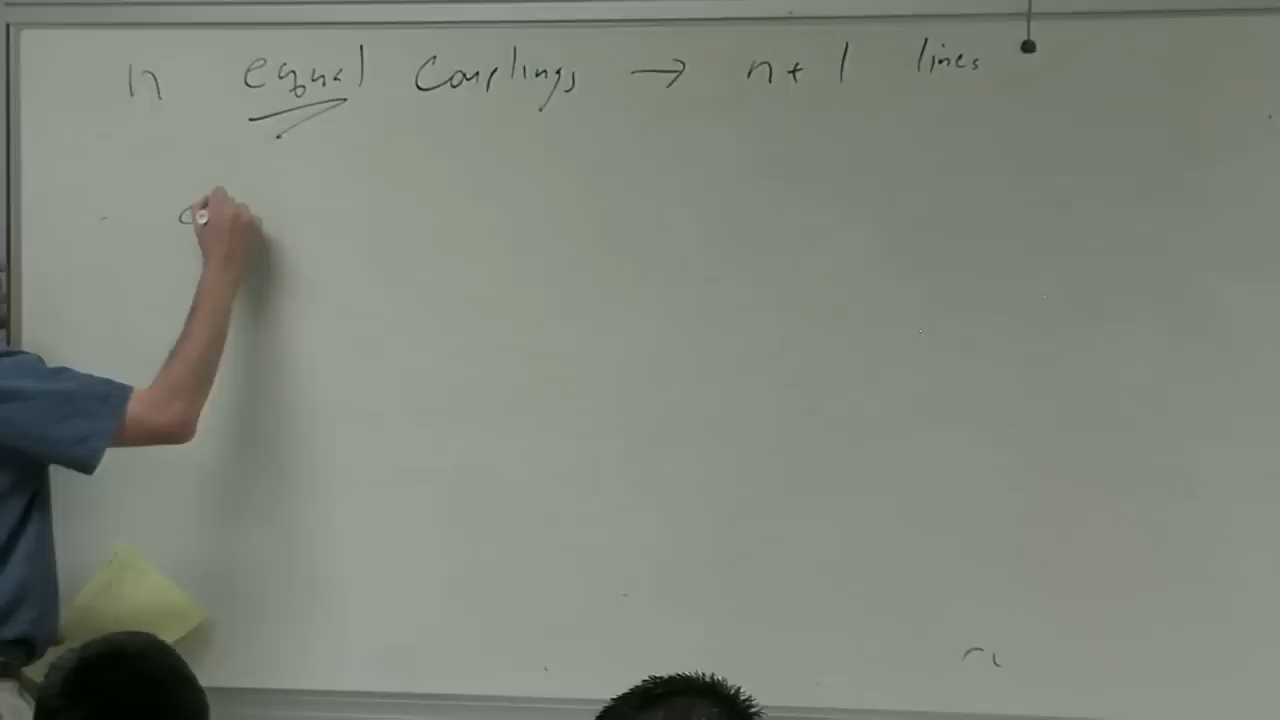 n equal couplings → n+1 lines